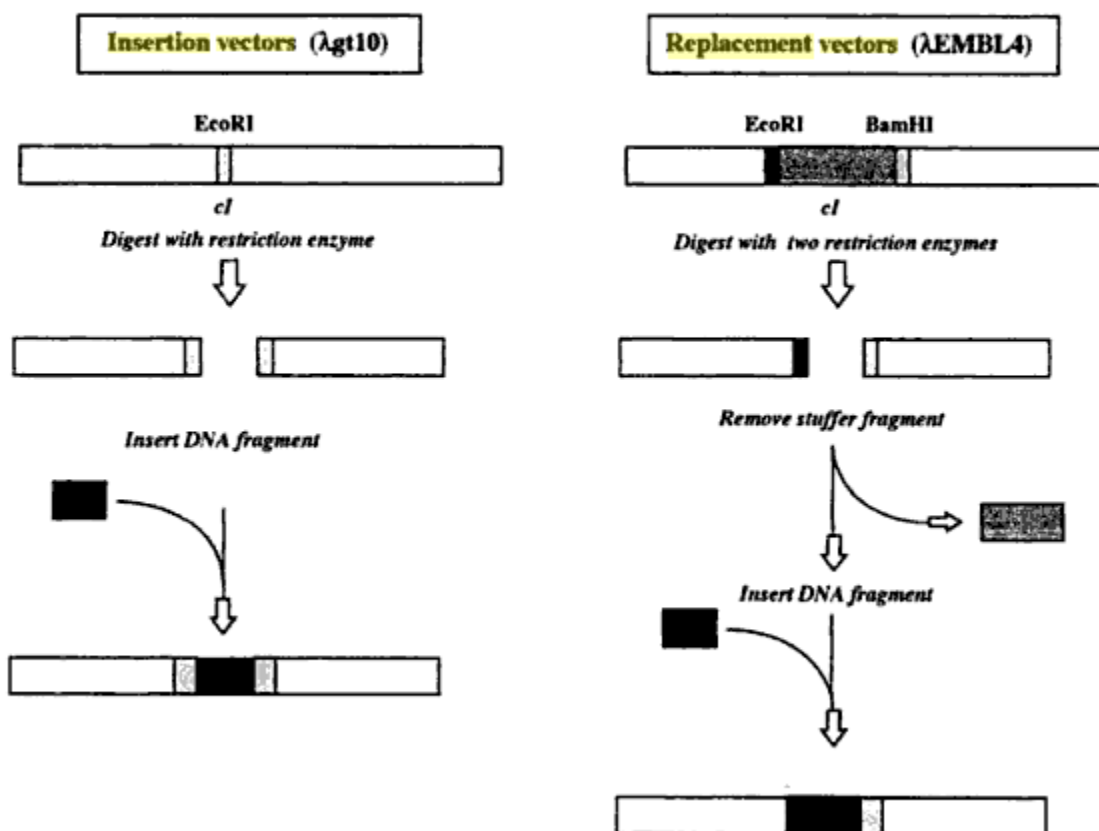 Insertion vectors (λgt10)
EcoRI
cI
Digest with restriction enzyme
Insert DNA fragment
Replacement vectors (λEMBL4)
EcoRI BamHI
cI
Digest with two restriction enzymes
Remove stuffer fragment
Insert DNA fragment